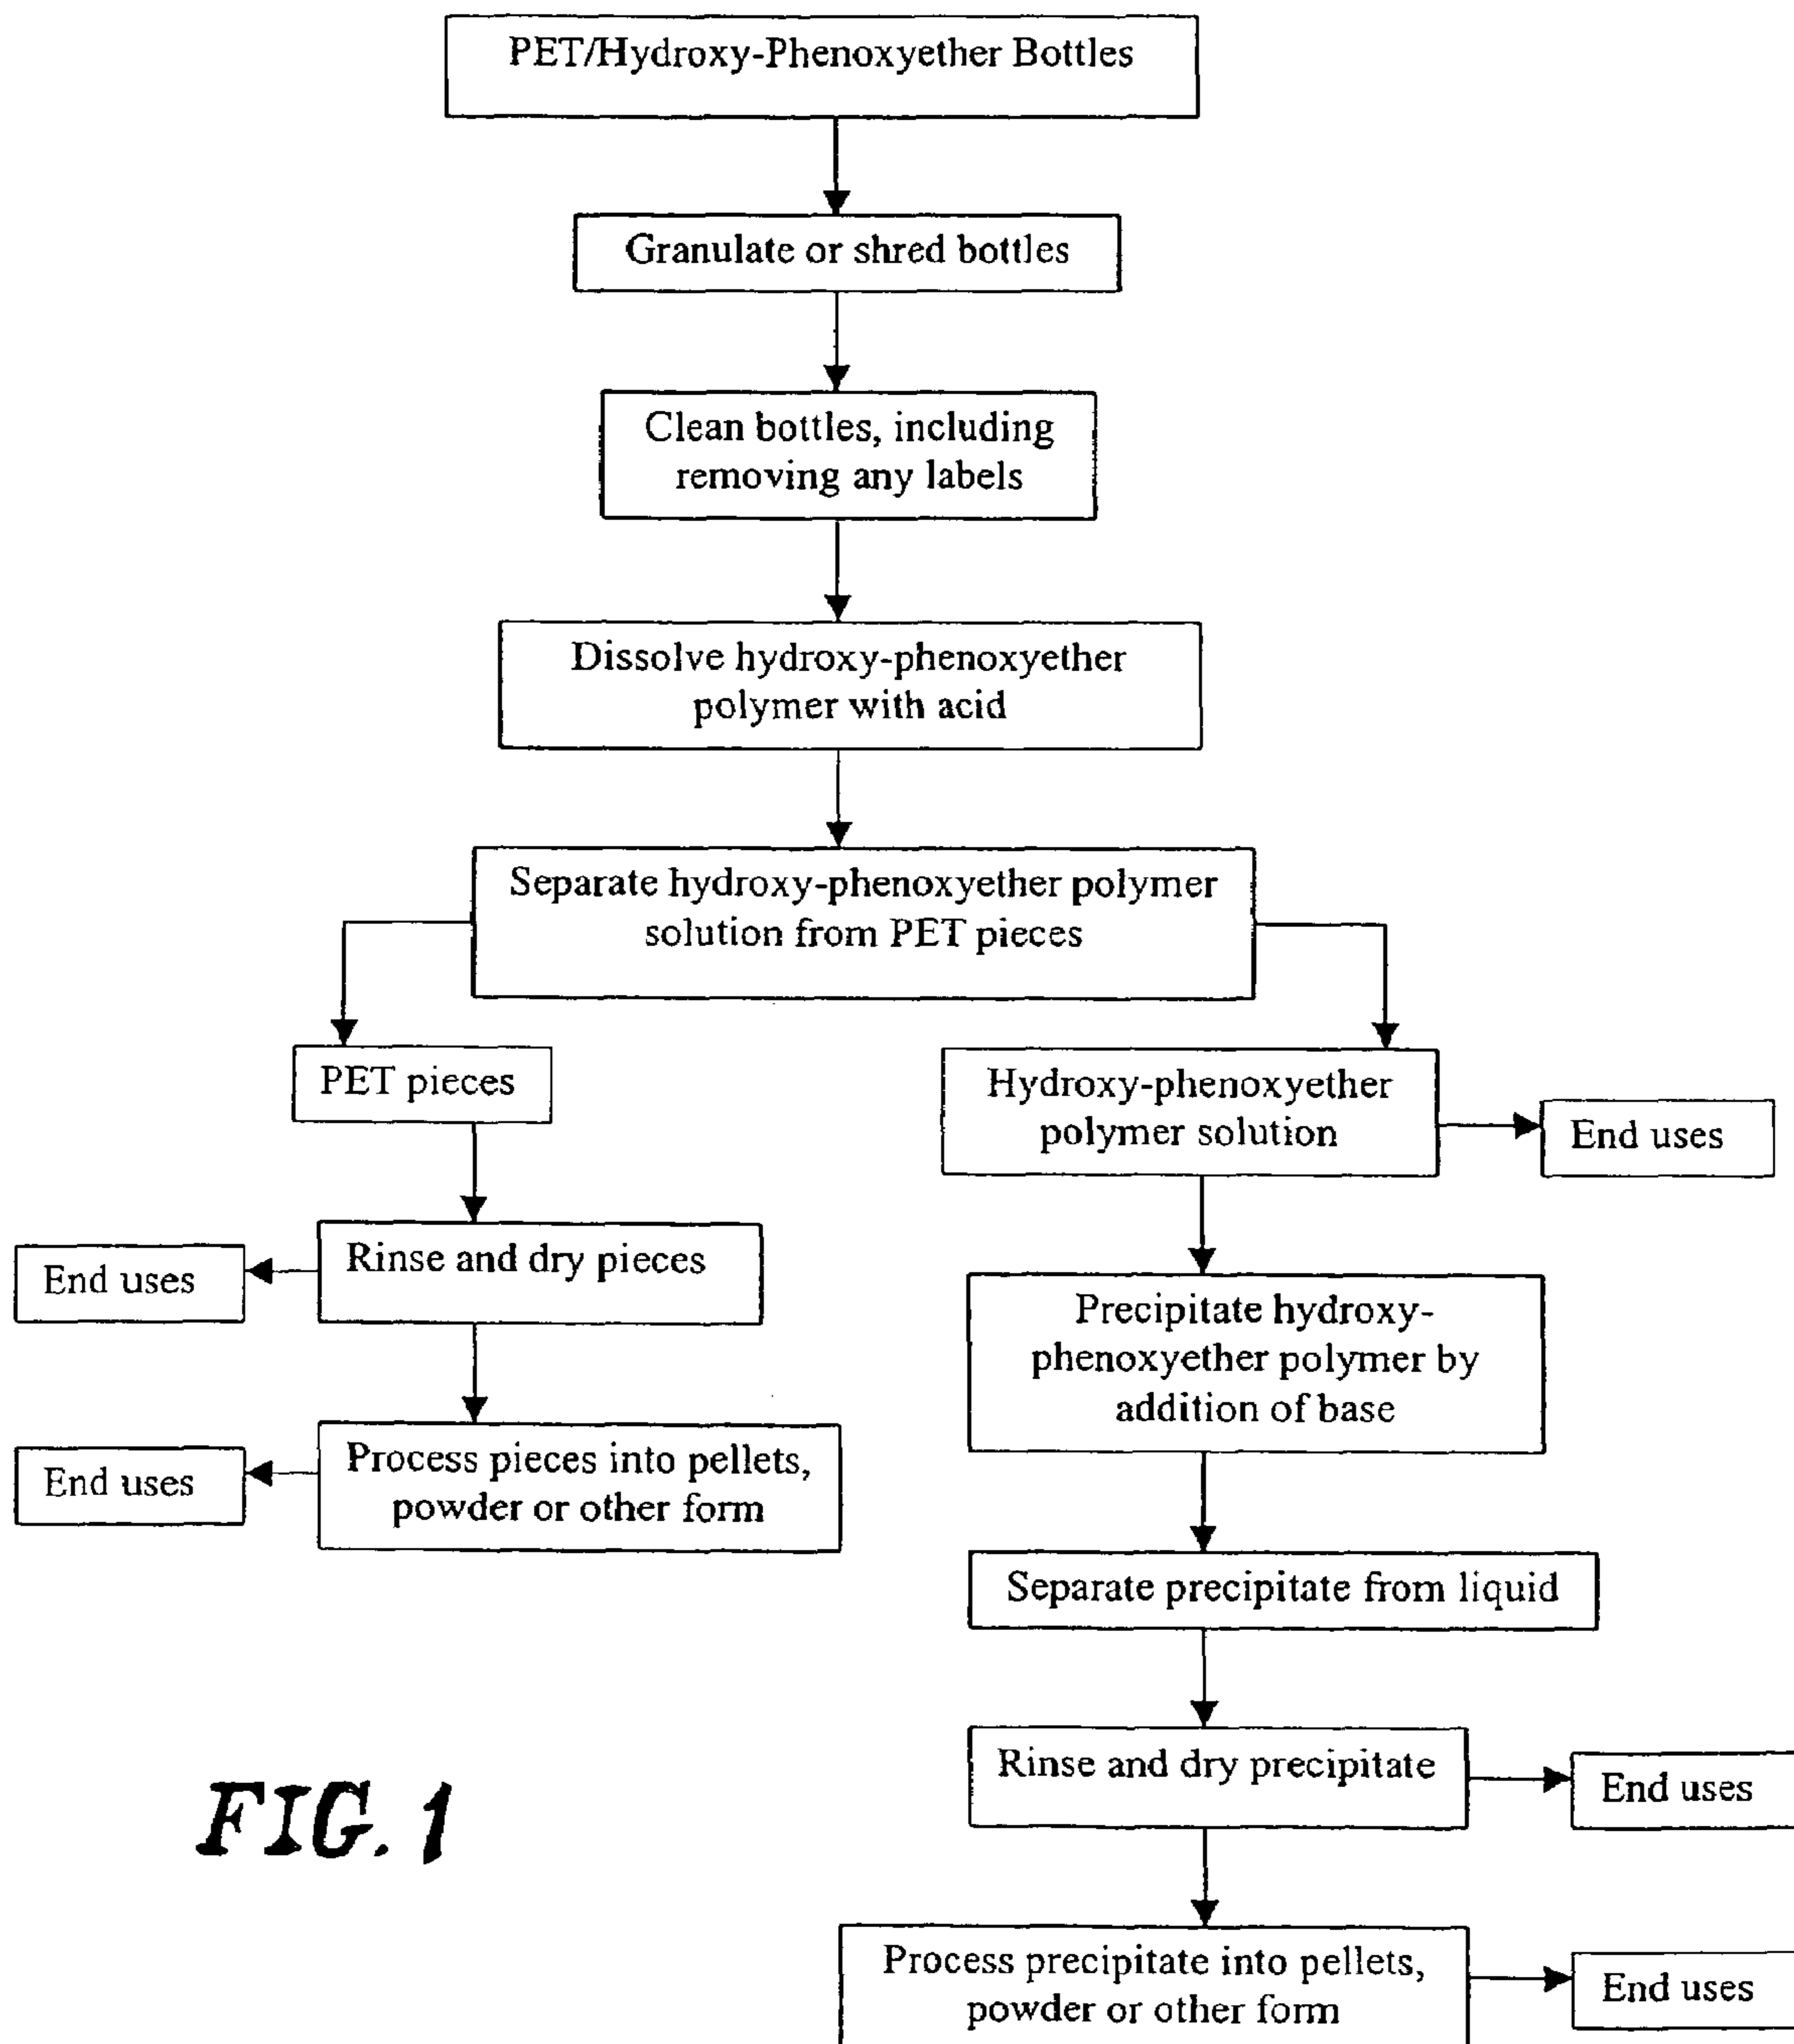 PET/Hydroxy-Phenoxyether Bottles
Granulate or shred bottles
Clean bottles, including
removing any labels
Dissolve hydroxy-phenoxyether
polymer with acid
Separate hydroxy-phenoxyether polymer
solution from PET pieces
PET pieces
Hydroxy-phenoxyether
polymer solution
End uses
Rinse and dry pieces
End uses
Precipitate hydroxy-
phenoxyether polymer by
addition of base
Process pieces into pellets,
powder or other form
End uses
Separate precipitate from liquid
Rinse and dry precipitate
End uses
Process precipitate into pellets,
powder or other form
End uses
FIG. 1